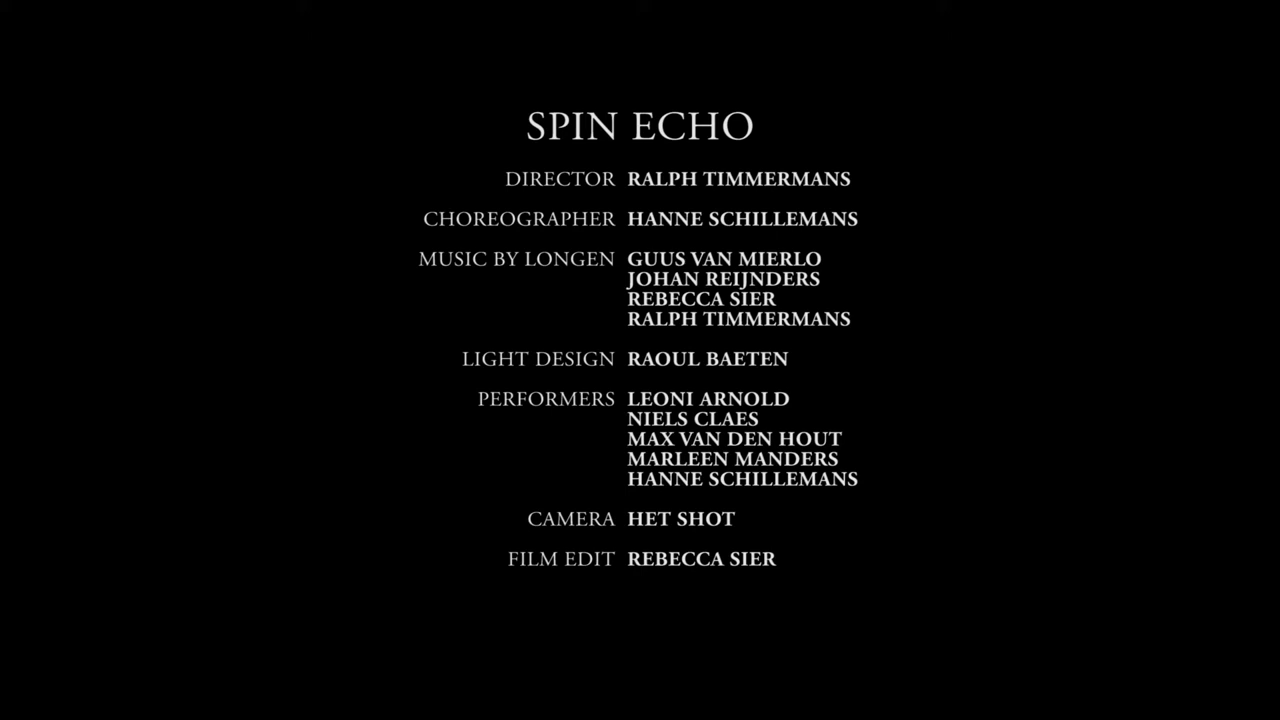 SPIN ECHO
DIRECTOR RALPH TIMMERMANS
CHOREOGRAPHER HANNE SCHILLEMANS
MUSIC BY LONGEN GUUS VAN MIERLO
JOHAN REIJNDERS
REBECCA SIER
RALPH TIMMERMANS
LIGHT DESIGN RAOUL BAETEN
PERFORMERS LEONI ARNOLD
NIELS CLAES
MAX VAN DEN HOUT
MARLEEN MANDERS
HANNE SCHILLEMANS
CAMERA HET SHOT
FILM EDIT REBECCA SIER